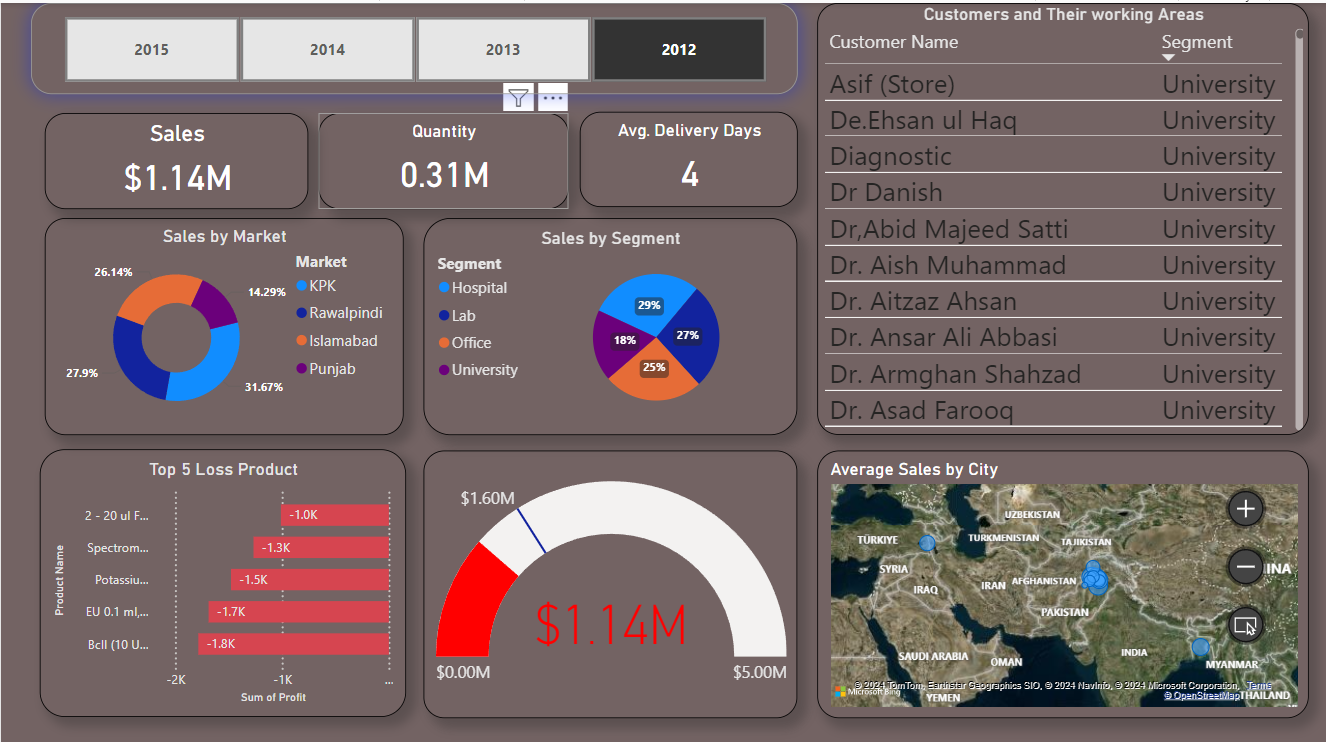 2015 2014 2013 2012
Sales
$1.14M
Quantity
0.31M
Avg. Delivery Days
4
Customers and Their working Areas
Customer Name Segment
Asif (Store) University
De.Ehsan ul Haq University
Diagnostic University
Dr Danish University
Dr,Abid Majeed Satti University
Dr. Aish Muhammad University
Dr. Aitzaz Ahsan University
Dr. Ansar Ali Abbasi University
Dr. Armghan Shahzad University
Dr. Asad Farooq University
Sales by Market
26.14%
14.29%
27.9%
31.67%
Market
KPK
Rawalpindi
Islamabad
Punjab
Sales by Segment
Segment
Hospital
Lab
Office
University
29%
27%
18%
25%
Top 5 Loss Product
Product Name
2 - 20 ul F... -1.0K
Spectrom... -1.3K
Potassiu... -1.5K
EU 0.1 ml,... -1.7K
BclI (10 U... -1.8K
-2K -1K ...
Sum of Profit
$1.60M
$1.14M
$0.00M $5.00M
Average Sales by City
UZBEKISTAN
TÜRKIYE TURKMENISTAN TAJIKISTAN
SYRIA INA
IRAQ IRAN AFGHANISTAN
PAKISTAN
SAUDI ARABIA OMAN INDIA MYANMAR
© 2024 TomTom, Earthstar Geographics SIO, © 2024 NavInfo, © 2024 Microsoft Corporation, Terms
Microsoft Bing © OpenStreetMap
YEMEN THAILAND